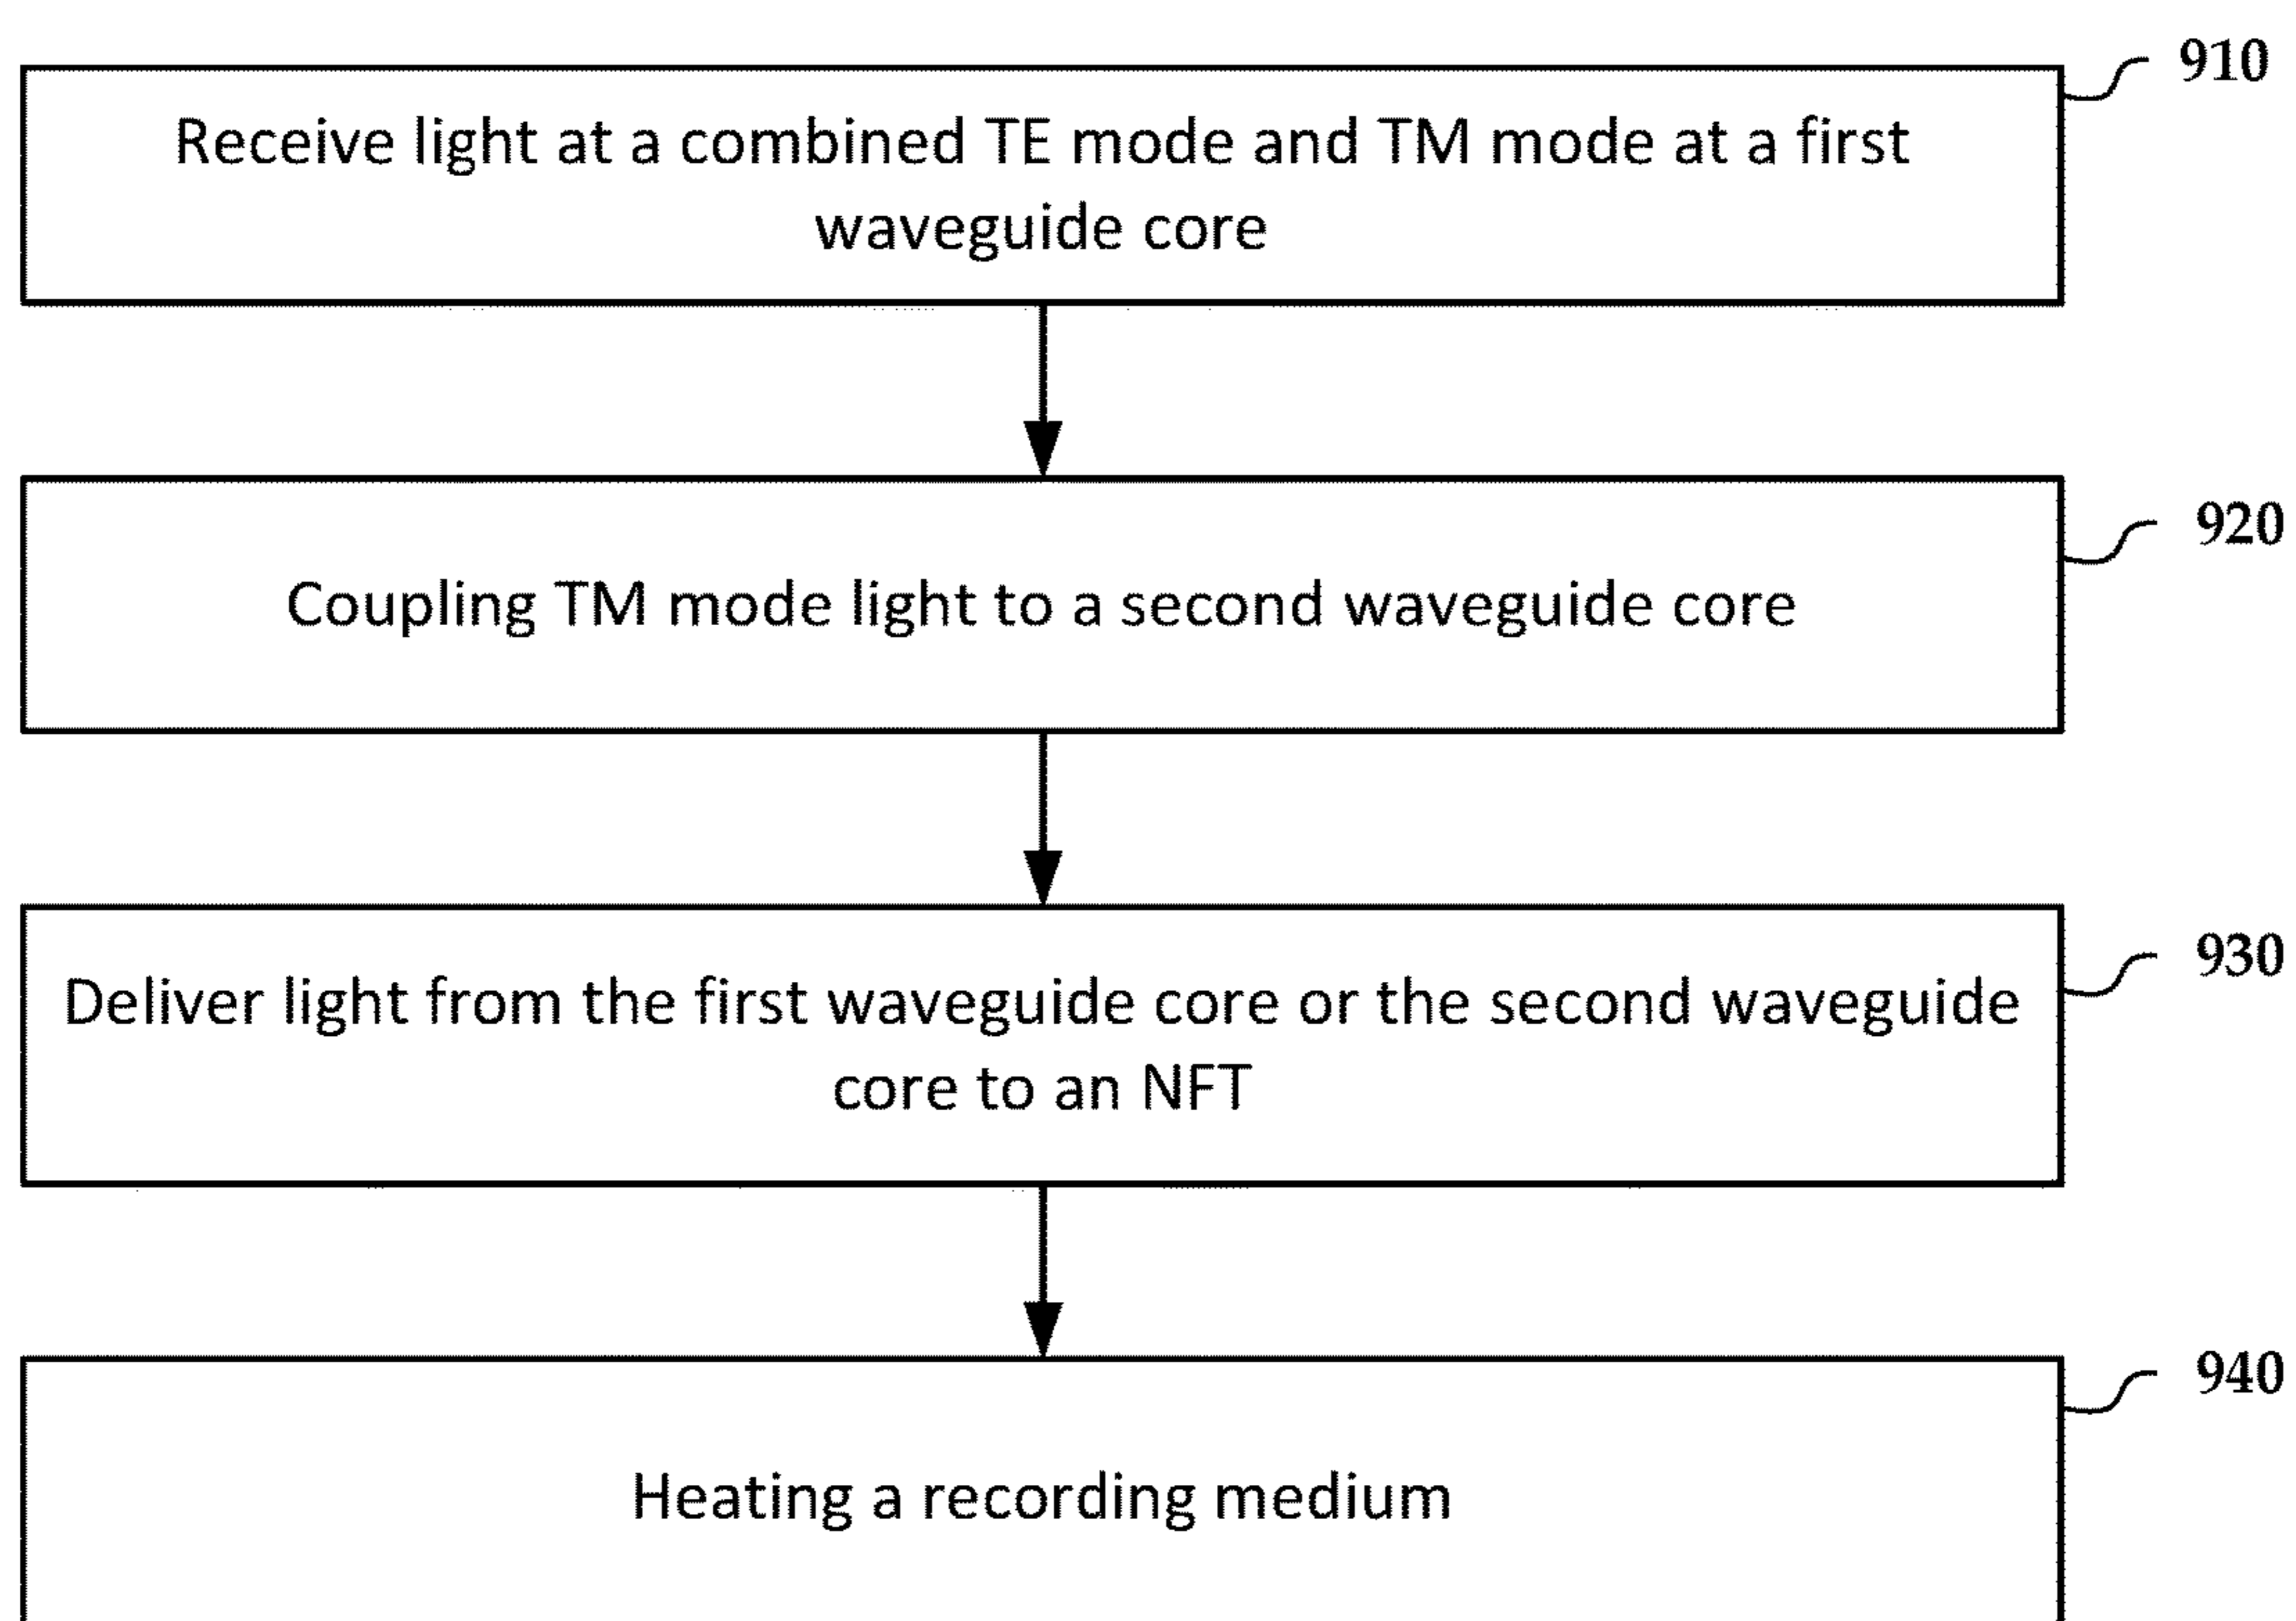 910
Receive light at a combined TE mode and TM mode at a first
waveguide core
920
Coupling TM mode light to a second waveguide core
930
Deliver light from the first waveguide core or the second waveguide
core to an NFT
940
Heating a recording medium